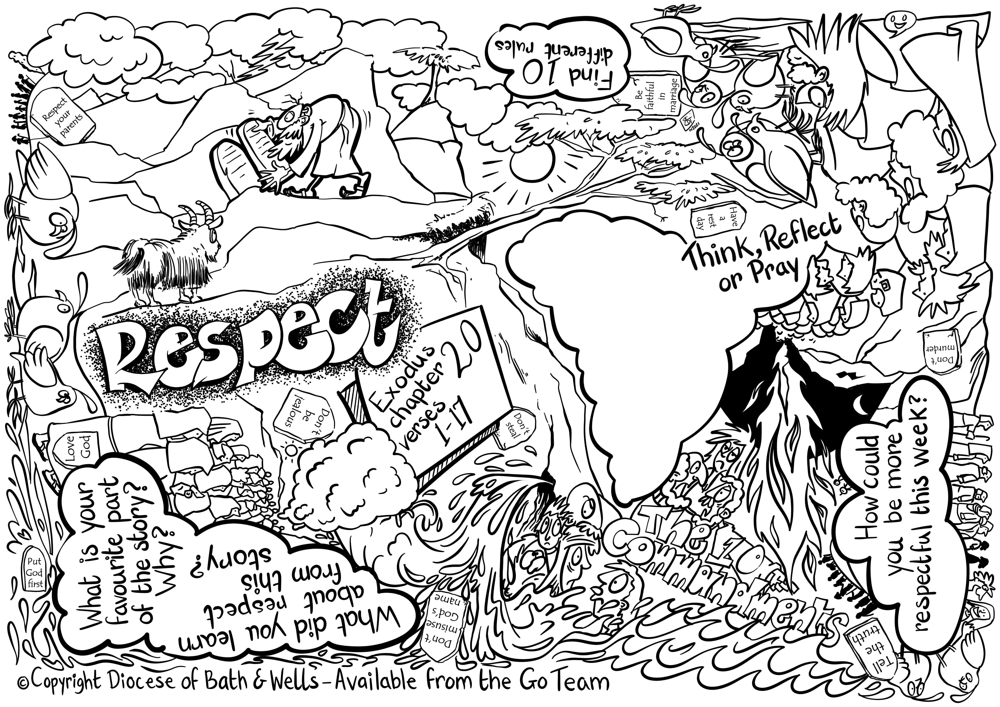 Find 10
different rules
Respect
your
parents
Be
faithful
in
marriage
2021
Have
a
rest
day
Think, Reflect
or Pray
Respect
Exodus
chapter 20
verses
1-17
Don't
be
jealous
Don't
steal
Don't
murder
Love
God
What is your
favourite part
of the story?
Why?
What did you learn
about respect
from this
story?
Put
God
first
Don't
misuse
God's
name
The 10
Commandments
How could
you be more
respectful this week?
Tell
the
truth
©Copyright Diocese of Bath & Wells – Available from the Go Team